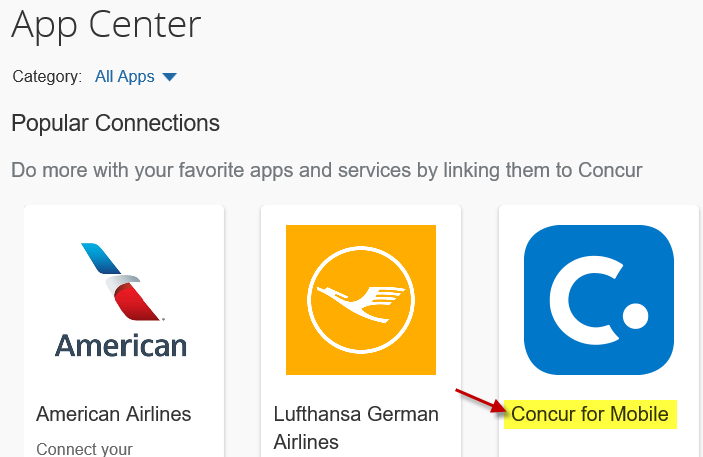 App Center
Category: All Apps
Popular Connections
Do more with your favorite apps and services by linking them to Concur
American
C.
American Airlines
Connect your
Lufthansa German
Airlines
Concur for Mobile